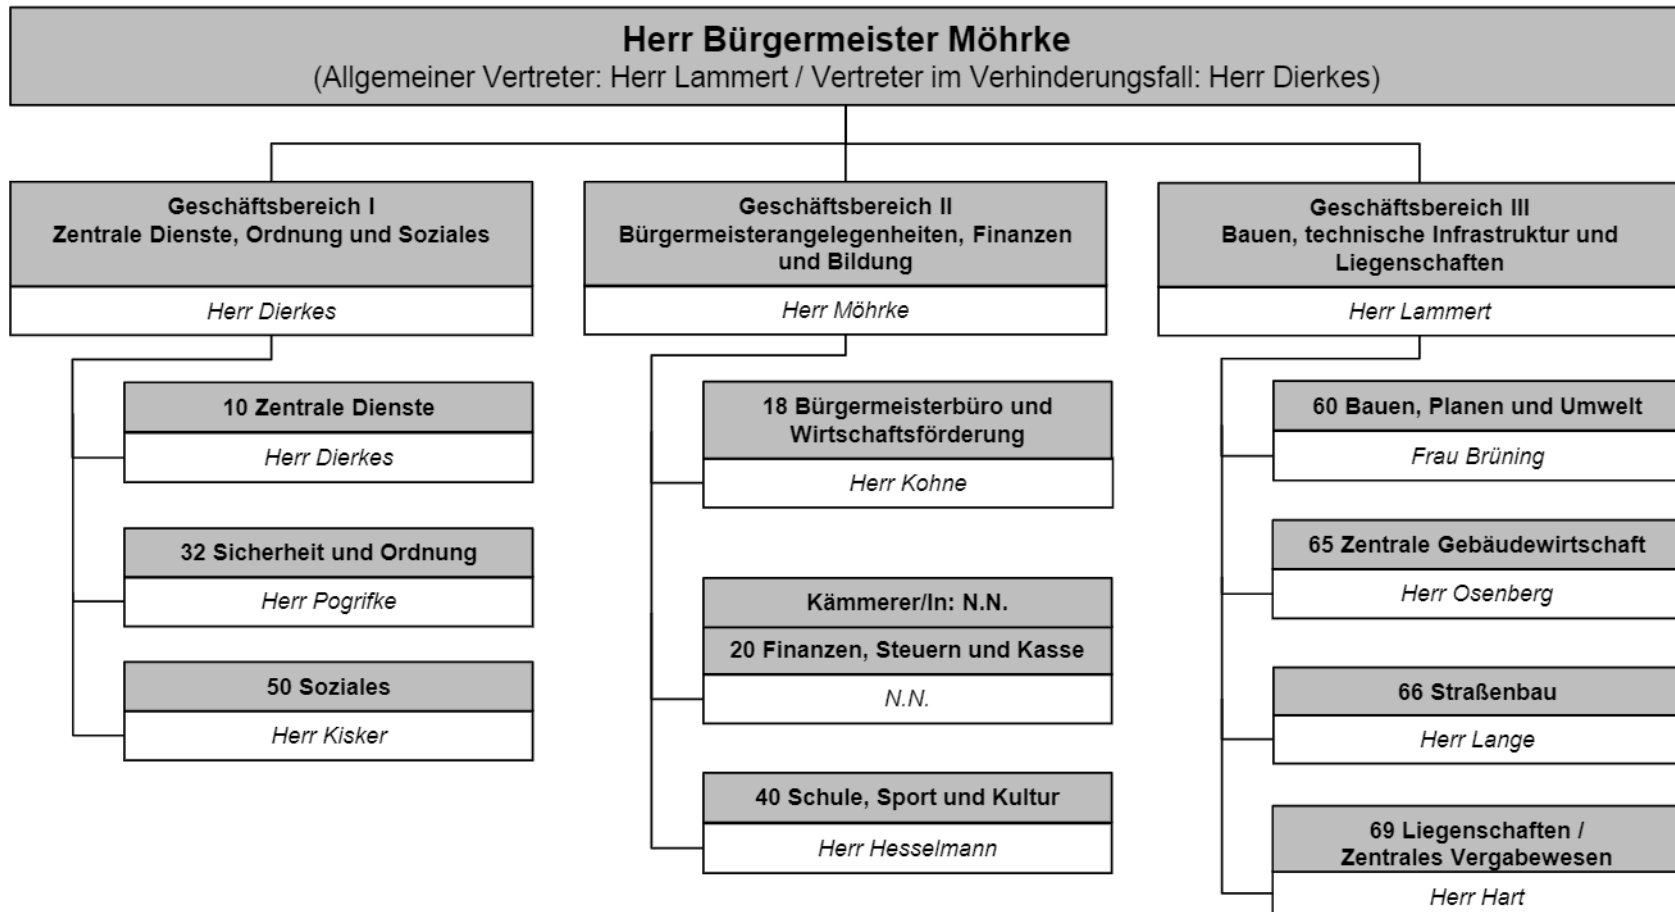 Herr Bürgermeister Möhrke
(Allgemeiner Vertreter: Herr Lammert / Vertreter im Verhinderungsfall: Herr Dierkes)
Geschäftsbereich I
Zentrale Dienste, Ordnung und Soziales
Herr Dierkes
10 Zentrale Dienste
Herr Dierkes
32 Sicherheit und Ordnung
Herr Pogrifke
50 Soziales
Herr Kisker
Geschäftsbereich II
Bürgermeisterangelegenheiten, Finanzen
und Bildung
Herr Möhrke
18 Bürgermeisterbüro und
Wirtschaftsförderung
Herr Kohne
Kämmerer/In: N.N.
20 Finanzen, Steuern und Kasse
N.N.
40 Schule, Sport und Kultur
Herr Hesselmann
Geschäftsbereich III
Bauen, technische Infrastruktur und
Liegenschaften
Herr Lammert
60 Bauen, Planen und Umwelt
Frau Brüning
65 Zentrale Gebäudewirtschaft
Herr Osenberg
66 Straßenbau
Herr Lange
69 Liegenschaften /
Zentrales Vergabewesen
Herr Hart